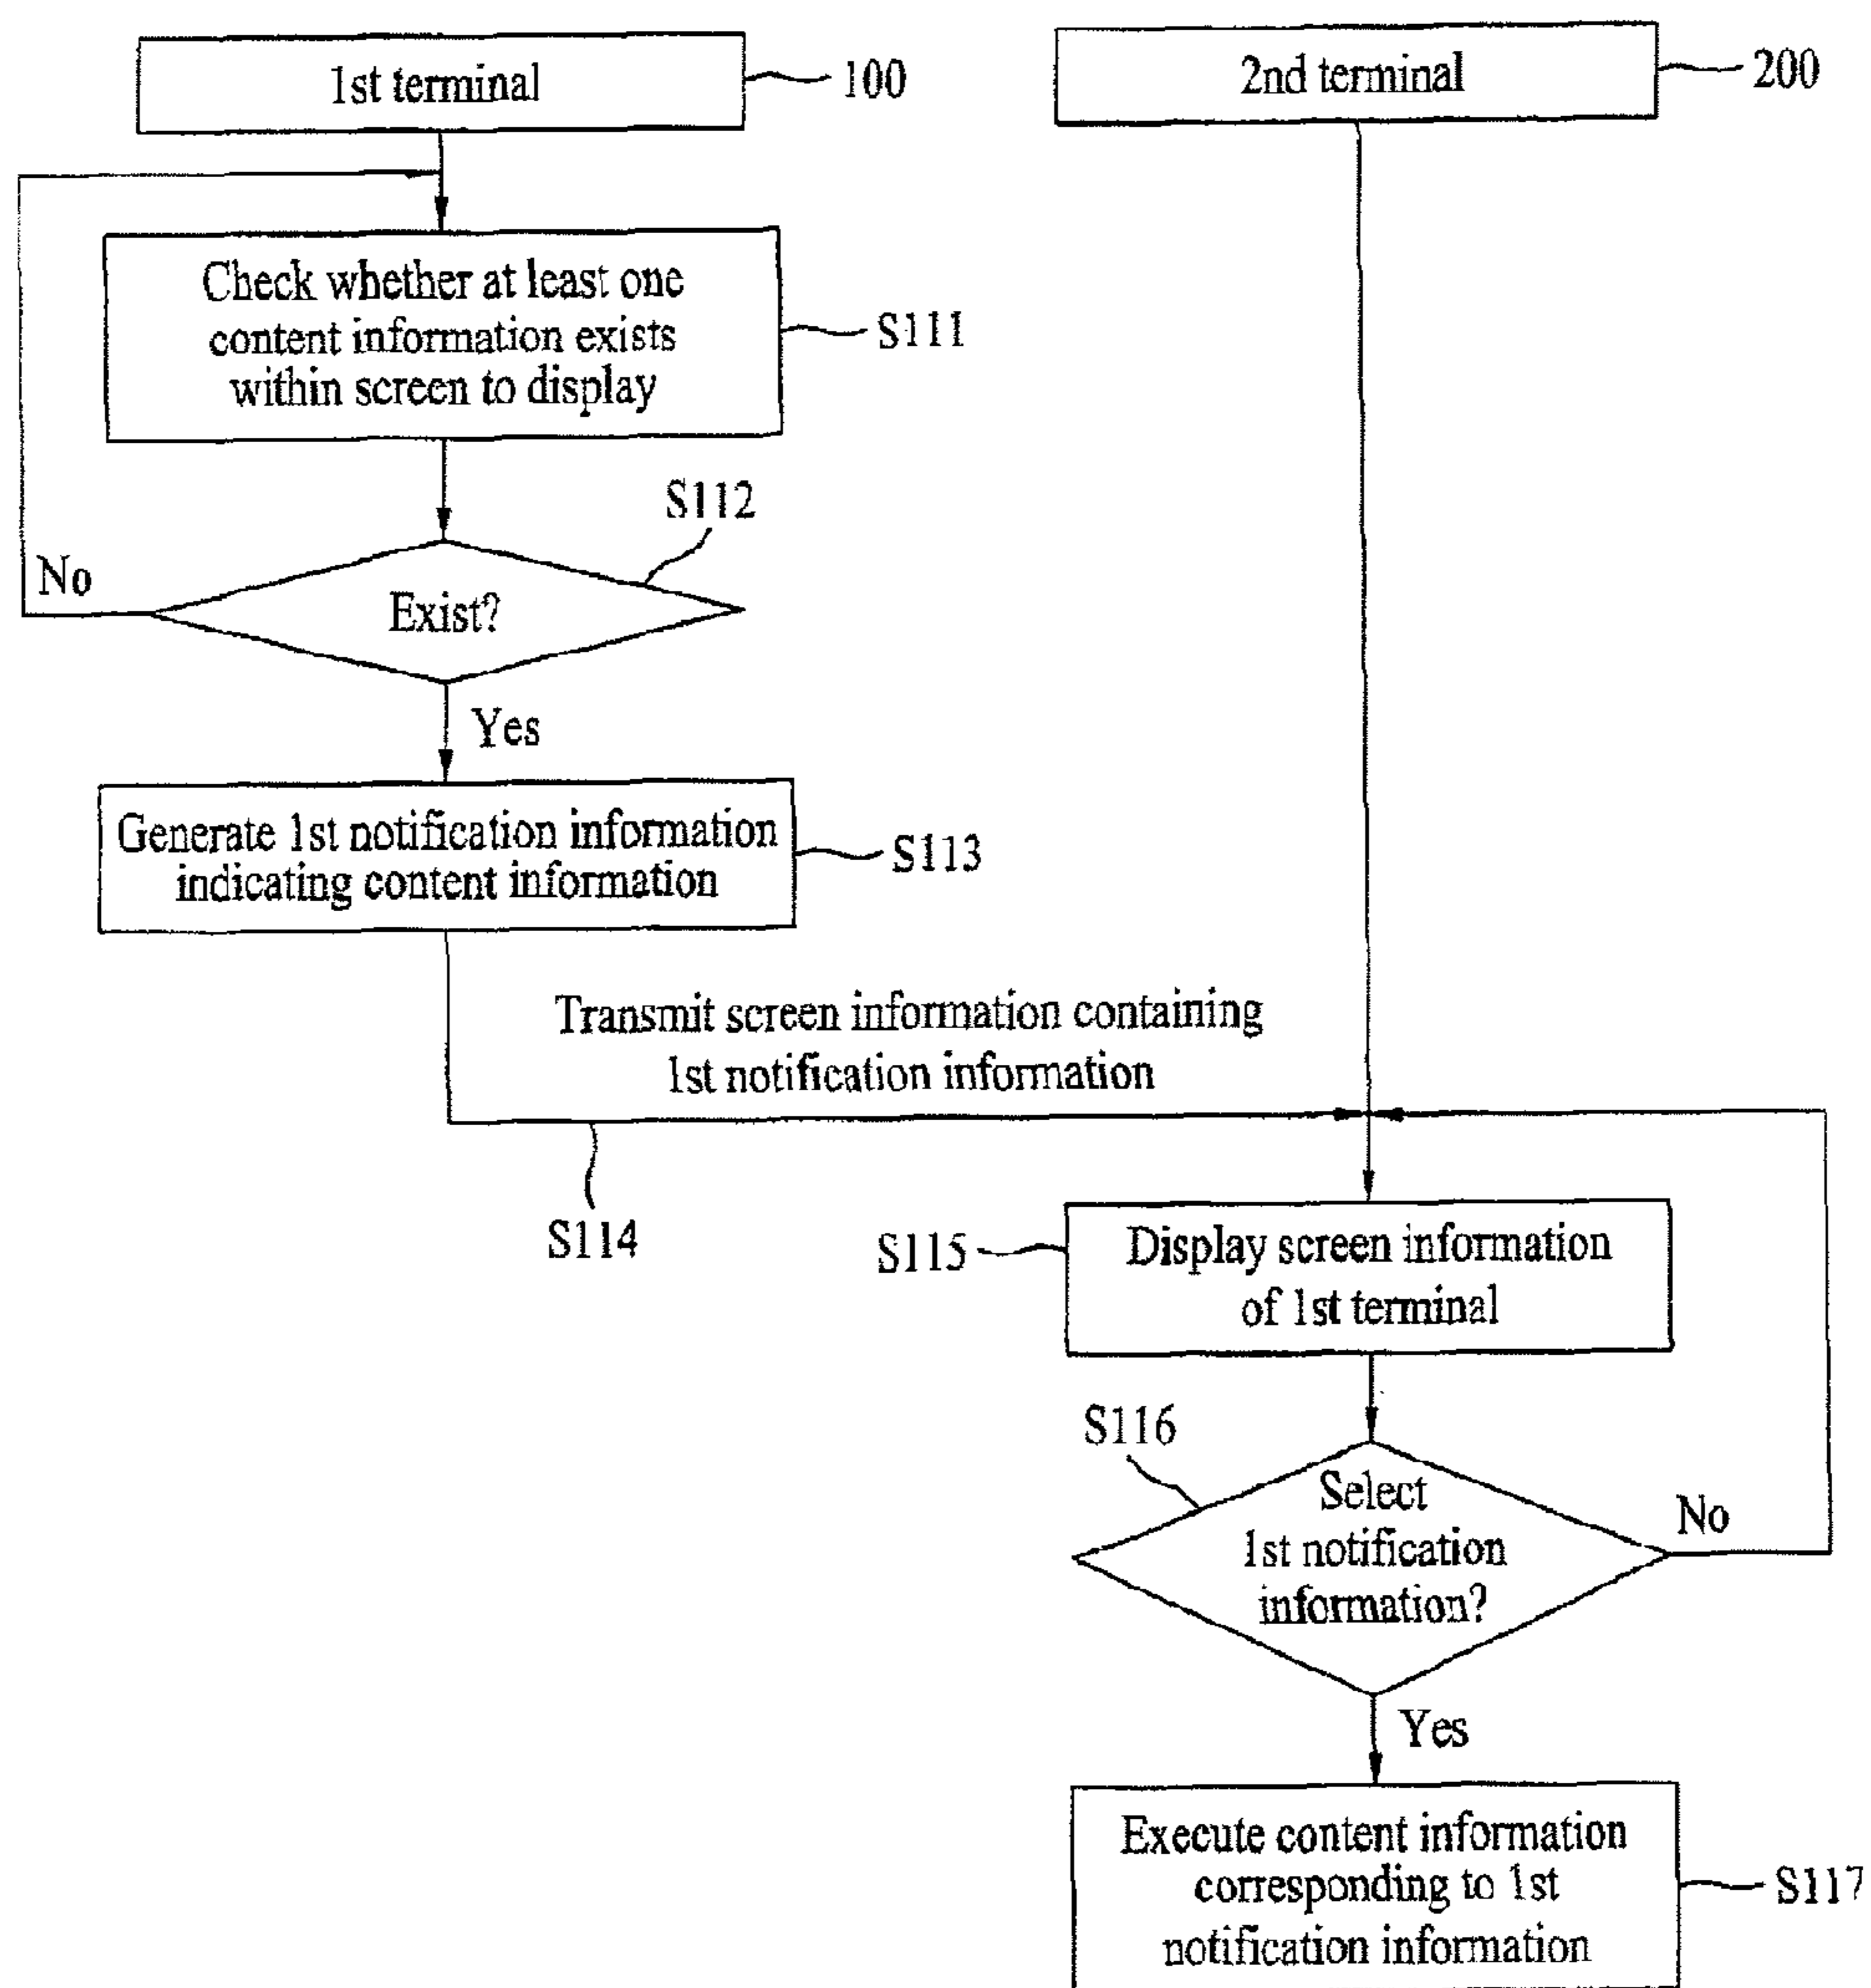 1st terminal
100
2nd terminal
200
Check whether at least one
content information exists
within screen to display
S111
S112
No
Exist?
Yes
Generate 1st notification information
indicating content information
S113
Transmit screen information containing
1st notification information
S114
S115
Display screen information
of 1st terminal
S116
Select
1st notification
information?
No
Yes
Execute content information
corresponding to 1st
notification information
S117